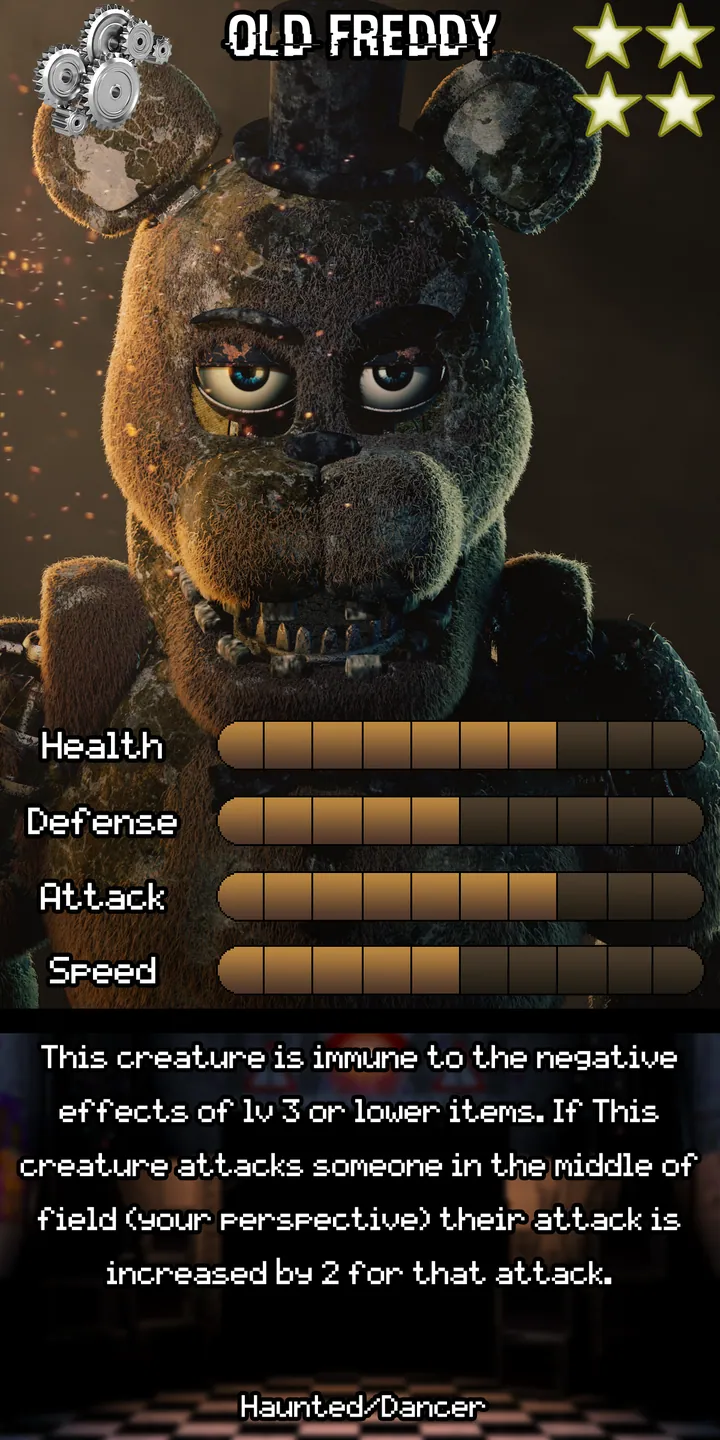 OLD FREDDY
Health
Defense
Attack
Speed
This creature is immune to the negative
effects of lv 3 or lower items. If This
creature attacks someone in the middle of
field (your perspective) their attack is
increased by 2 for that attack.
Haunted/Dancer